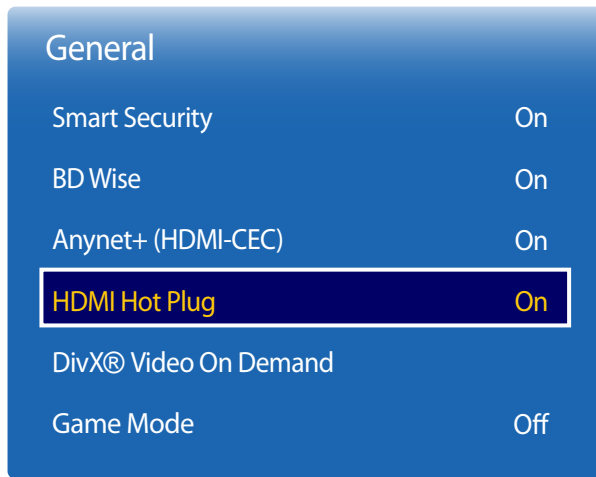 General
Smart Security On
BD Wise On
Anynet+ (HDMI-CEC) On
HDMI Hot Plug On
DivX® Video On Demand
Game Mode Off